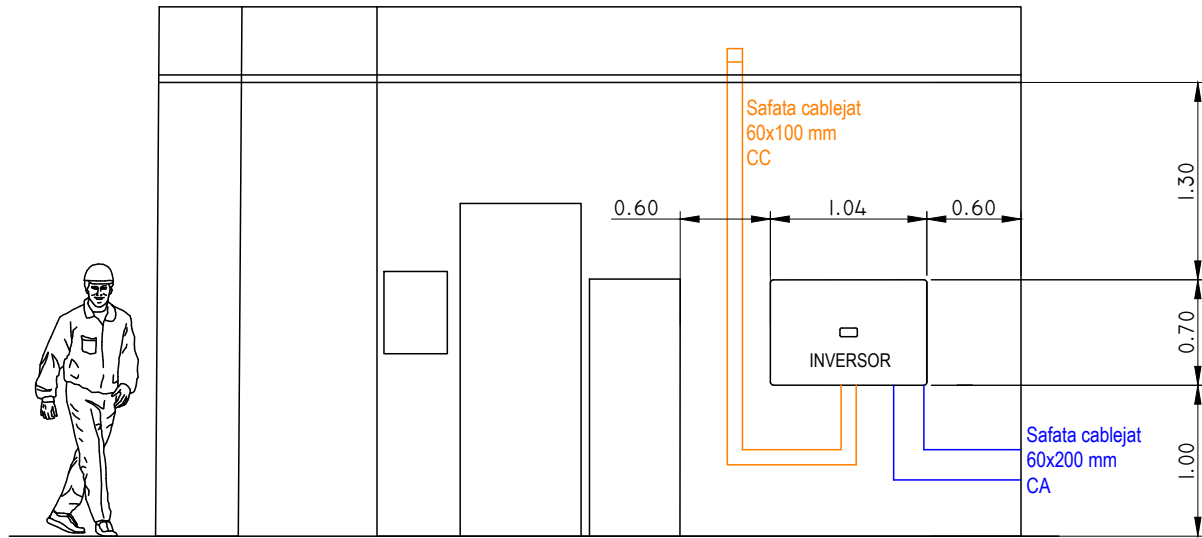 Safata cablejat
60x100 mm
CC
0.60
1.04
0.60
1.30
0.70
1.00
INVERSOR
Safata cablejat
60x200 mm
CA